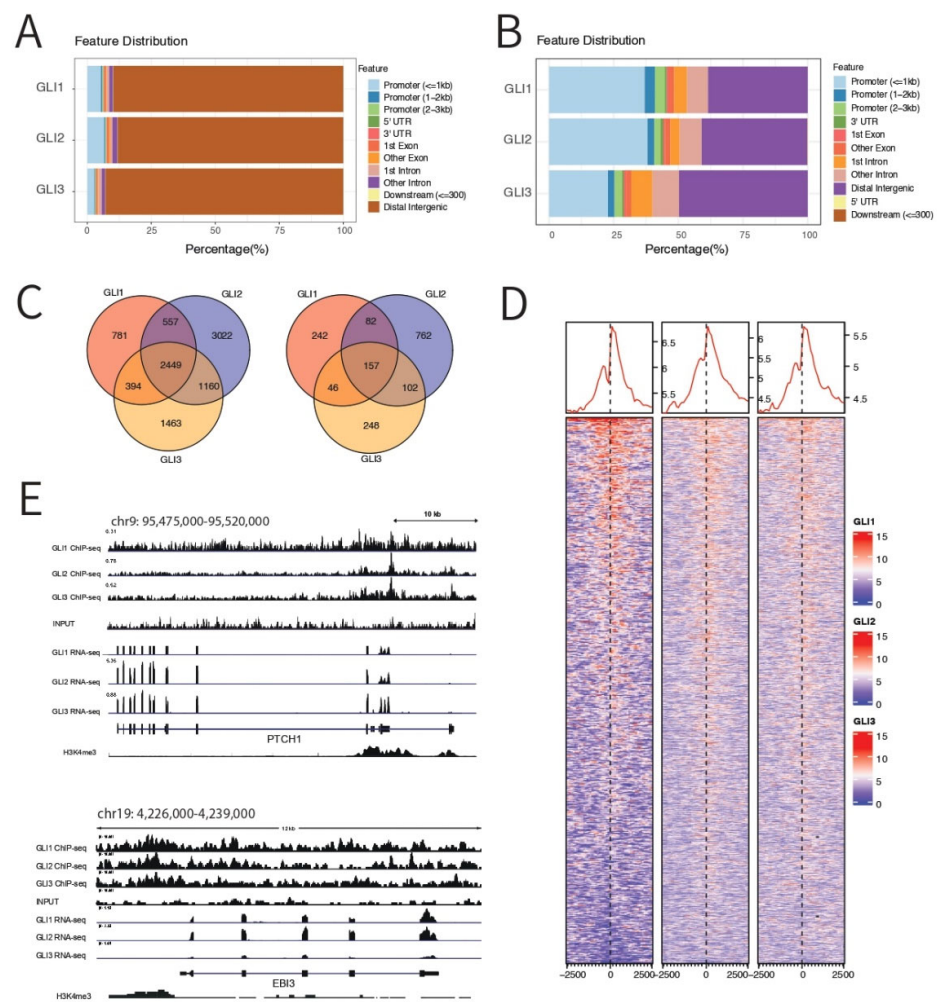 A
Feature Distribution
GLI1
GLI2
GLI3
0
25
50
75
100
Percentage(%)
Feature
Promoter (<=1kb)
Promoter (1-2kb)
Promoter (2-3kb)
5' UTR
3' UTR
1st Exon
Other Exon
1st Intron
Other Intron
Downstream (<=300)
Distal Intergenic
B
Feature Distribution
GLI1
GLI2
GLI3
0
25
50
75
100
Percentage(%)
Feature
Promoter (<=1kb)
Promoter (1-2kb)
Promoter (2-3kb)
3' UTR
1st Exon
Other Exon
1st Intron
Other Intron
Distal Intergenic
5' UTR
Downstream (<=300)
C
GLI1
GLI2
781
557
3022
2449
394
1160
1463
GLI3
GLI1
GLI2
242
82
762
157
46
102
248
GLI3
D
6.5
6
5.5
5
6
5.5
5
4.5
5.5
5
4.5
-2500
0
2500
-2500
0
2500
-2500
0
2500
GLI1
15
10
5
0
GLI2
15
10
5
0
GLI3
15
10
5
0
E
chr9: 95,475,000-95,520,000
10 kb
GLI1 ChIP-seq
GLI2 ChIP-seq
GLI3 ChIP-seq
INPUT
GLI1 RNA-seq
GLI2 RNA-seq
GLI3 RNA-seq
PTCH1
H3K4me3
chr19: 4,226,000-4,239,000
GLI1 ChIP-seq
GLI2 ChIP-seq
GLI3 ChIP-seq
INPUT
GLI1 RNA-seq
GLI2 RNA-seq
GLI3 RNA-seq
EBI3
H3K4me3